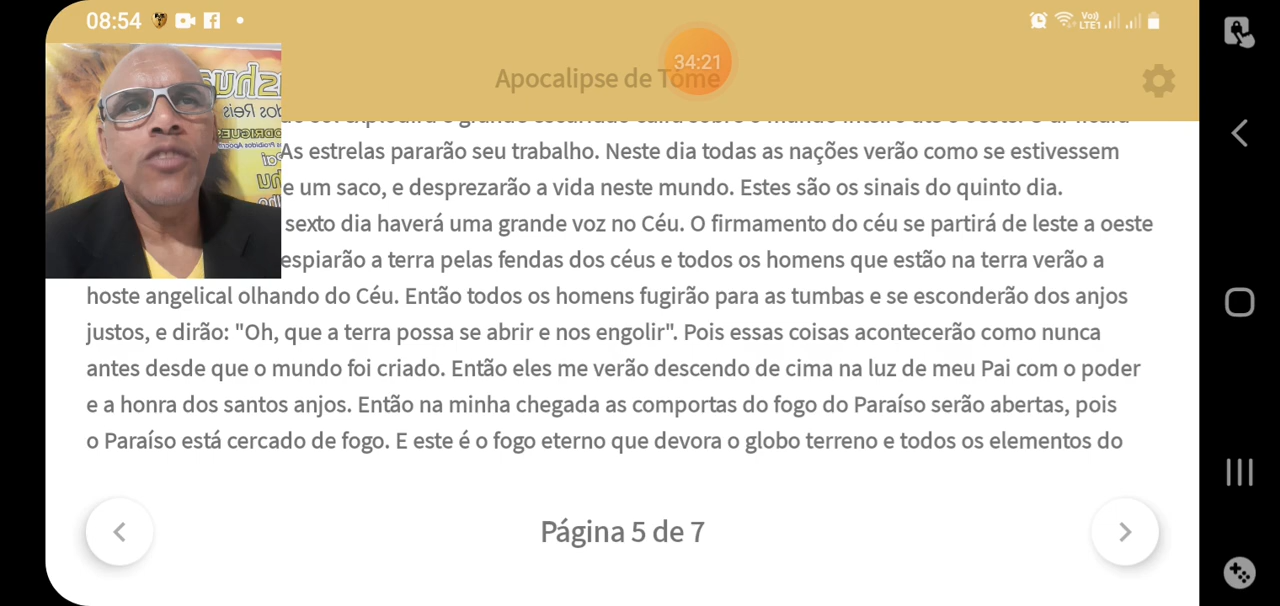 08:54
Vo) LTE1
34:21
Apocalipse de Tomé
As estrelas pararão seu trabalho. Neste dia todas as nações verão como se estivessem
e um saco, e desprezarão a vida neste mundo. Estes são os sinais do quinto dia.
sexto dia haverá uma grande voz no Céu. O firmamento do céu se partirá de leste a oeste
espiarão a terra pelas fendas dos céus e todos os homens que estão na terra verão a
hoste angelical olhando do Céu. Então todos os homens fugirão para as tumbas e se esconderão dos anjos
justos, e dirão: "Oh, que a terra possa se abrir e nos engolir". Pois essas coisas acontecerão como nunca
antes desde que o mundo foi criado. Então eles me verão descendo de cima na luz de meu Pai com o poder
e a honra dos santos anjos. Então na minha chegada as comportas do fogo do Paraíso serão abertas, pois
o Paraíso está cercado de fogo. E este é o fogo eterno que devora o globo terreno e todos os elementos do
Página 5 de 7
shua
dos Reis
RODRIGUES
Pai